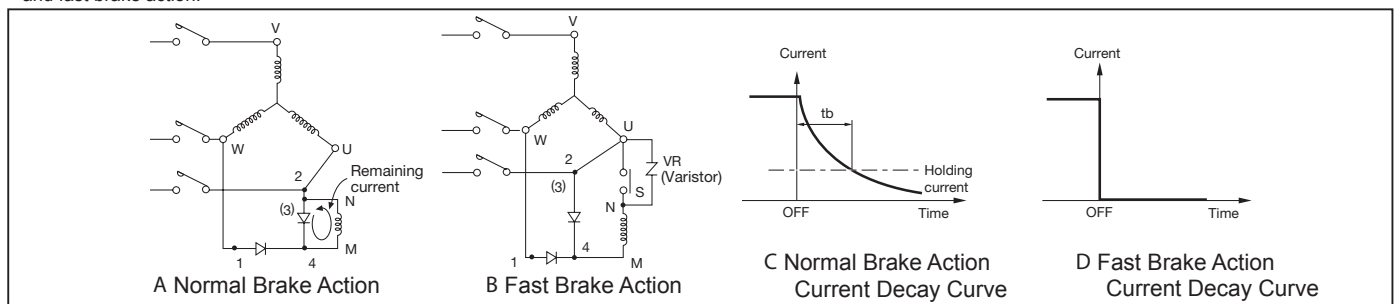 and fast brake action.
V
W
U
2
Remaining
current
N
(3)
M
1
4
A Normal Brake Action
V
W
U
2
VR
(Varistor)
(3)
S
N
4
1
M
B Fast Brake Action
Current
tb
Holding
current
OFF
Time
C Normal Brake Action
Current Decay Curve
Current
OFF
Time
D Fast Brake Action
Current Decay Curve